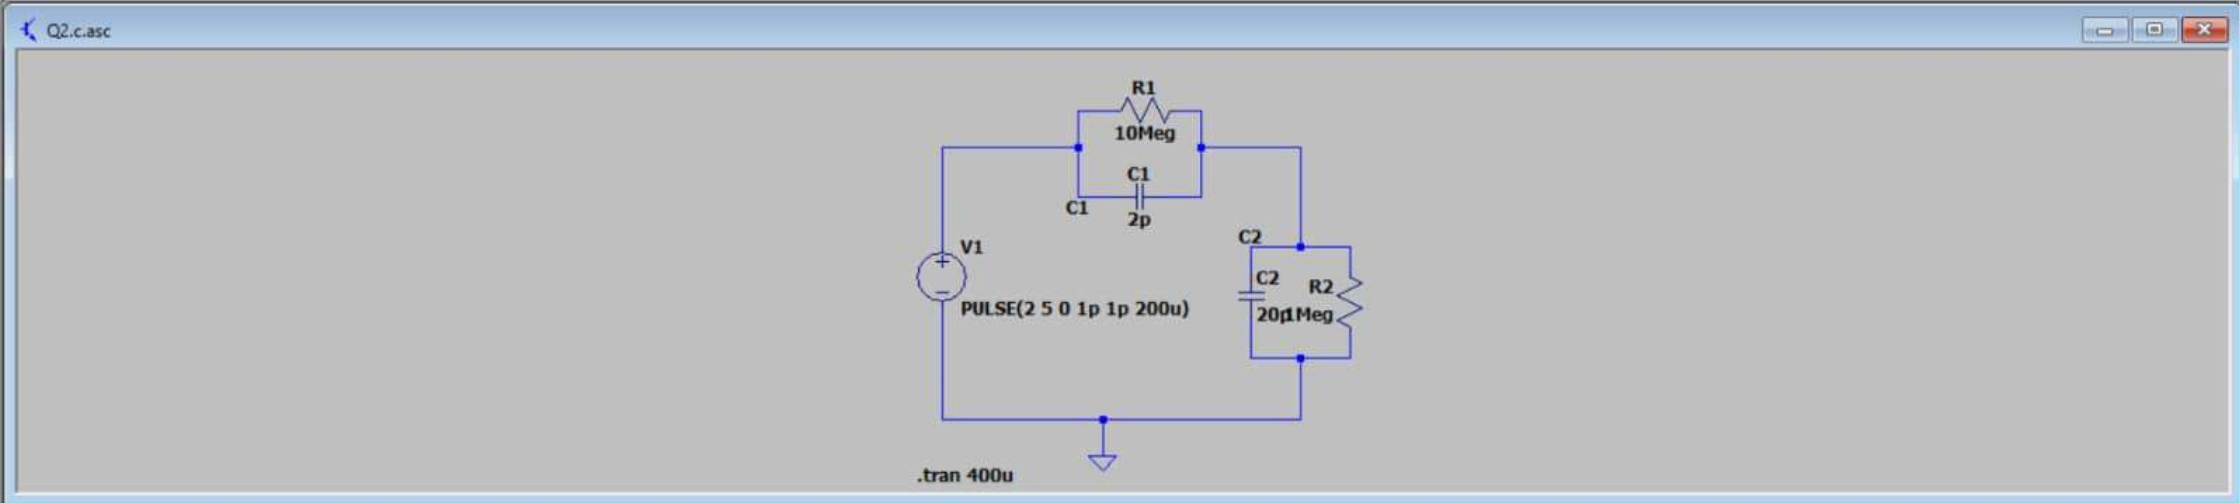 Q2.c.asc
R1
10Meg
C1
C1
2p
V1
PULSE(2 5 0 1p 1p 200u)
C2
C2
R2
20p1Meg
.tran 400u